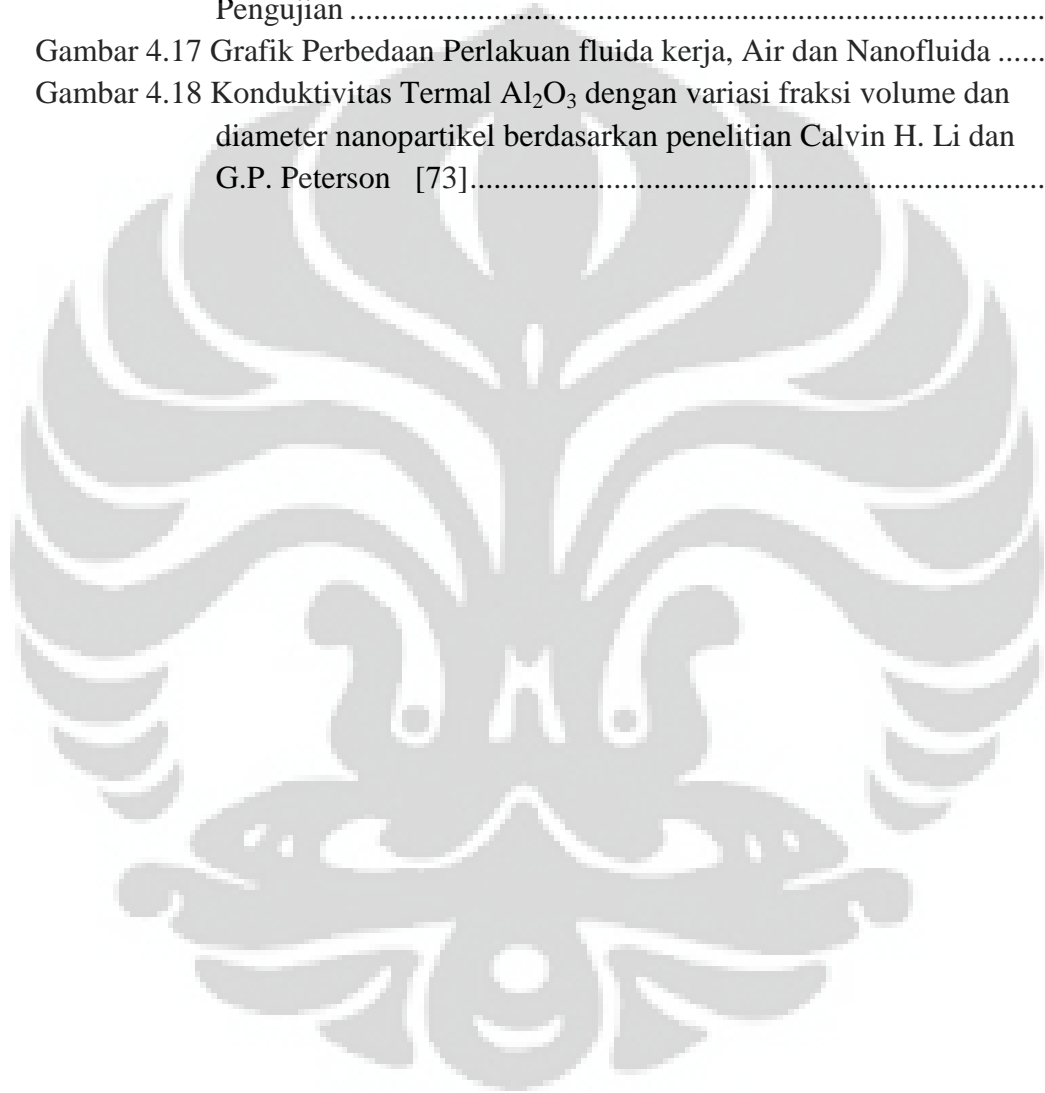 Pengujian ......................................................................................
Gambar 4.17 Grafik Perbedaan Perlakuan fluida kerja, Air dan Nanofluida ......
Gambar 4.18 Konduktivitas Termal Al₂O₃ dengan variasi fraksi volume dan
diameter nanopartikel berdasarkan penelitian Calvin H. Li dan
G.P. Peterson [73]........................................................................